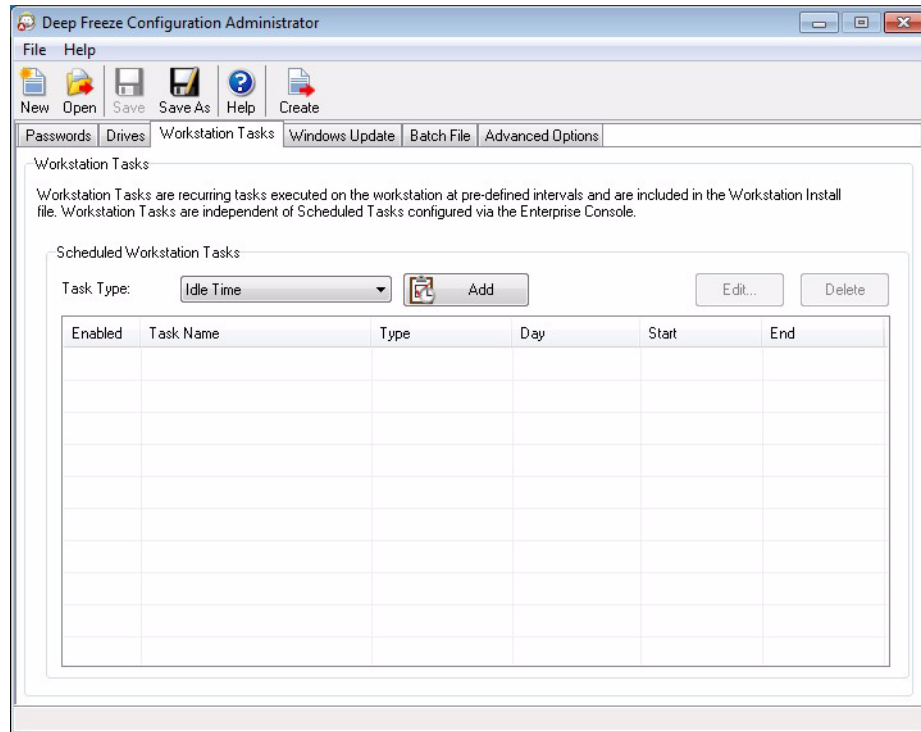 Deep Freeze Configuration Administrator
File Help
New Open Save Save As Help Create
Passwords Drives Workstation Tasks Windows Update Batch File Advanced Options
Workstation Tasks
Workstation Tasks are recurring tasks executed on the workstation at pre-defined intervals and are included in the Workstation Install
file. Workstation Tasks are independent of Scheduled Tasks configured via the Enterprise Console.
Scheduled Workstation Tasks
Task Type: Idle Time Add Edit... Delete
Enabled Task Name Type Day Start End